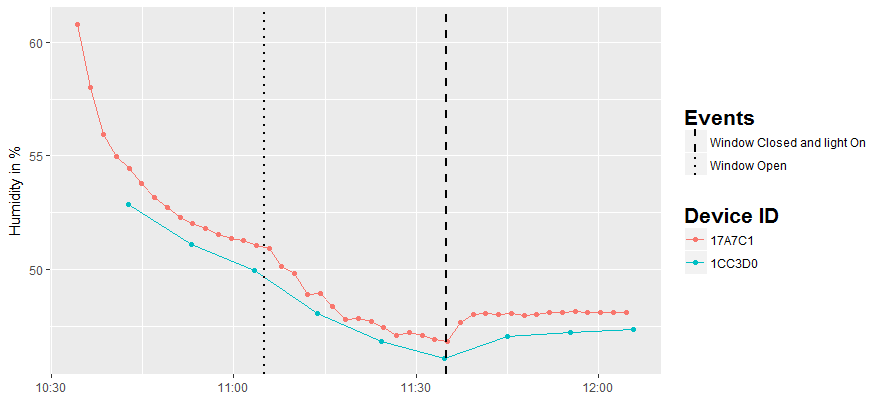 Humidity in %
60
55
50
10:30
11:00
11:30
12:00
Events
Window Closed and light On
Window Open
Device ID
17A7C1
1CC3D0